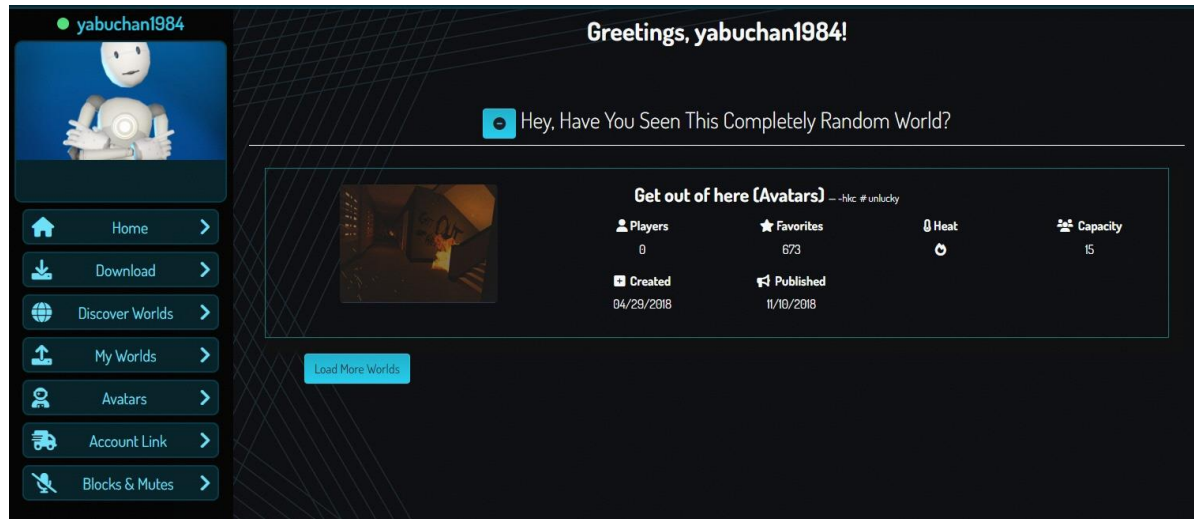 yabuchan1984
Home
Download
Discover Worlds
My Worlds
Avatars
Account Link
Blocks & Mutes
Greetings, yabuchan1984!
Hey, Have You Seen This Completely Random World?
Get out of here (Avatars) — -hkc # unlucky
Players
0
Favorites
673
Heat
Capacity
15
Created
04/29/2018
Published
11/10/2018
Load More Worlds